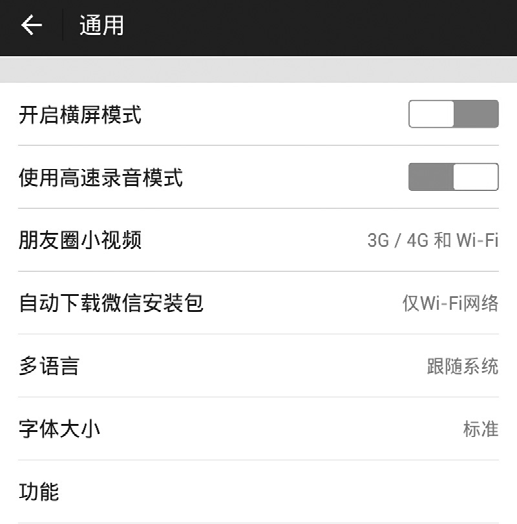 通用
开启横屏模式
使用高速录音模式
朋友圈小视频 3G / 4G 和 Wi-Fi
自动下载微信安装包 仅Wi-Fi网络
多语言 跟随系统
字体大小 标准
功能